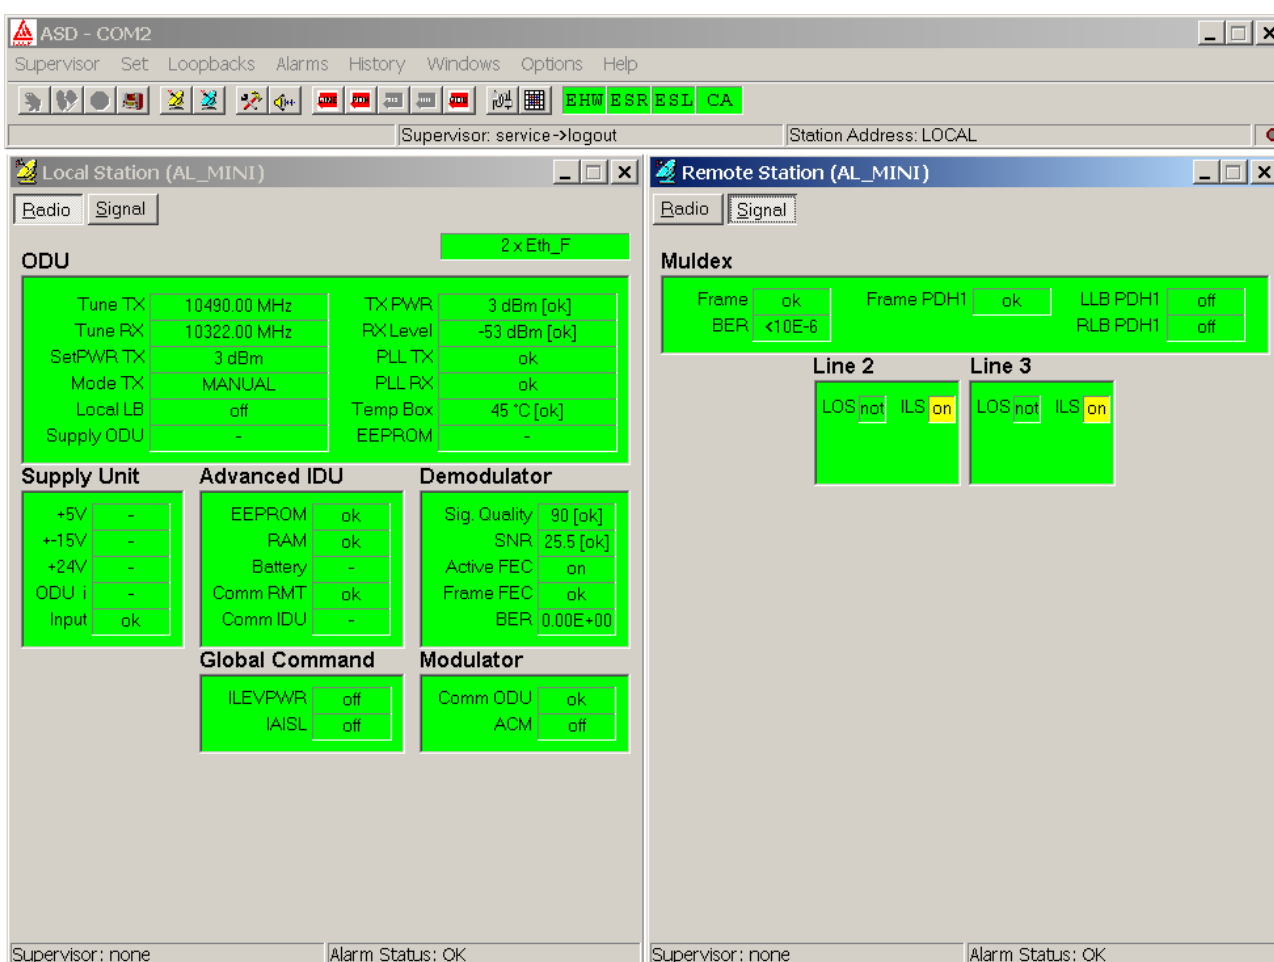 ASD - COM2
Supervisor Set Loopbacks Alarms History Windows Options Help
EHW ESR ESL CA
Supervisor: service->logout Station Address: LOCAL
Local Station (AL_MINI)
Radio Signal
2 x Eth_F
ODU
Tune TX 10490.00 MHz TX PWR 3 dBm [ok]
Tune RX 10322.00 MHz RX Level -53 dBm [ok]
SetPWR TX 3 dBm PLL TX ok
Mode TX MANUAL PLL RX ok
Local LB off Temp Box 45 °C [ok]
Supply ODU - EEPROM -
Supply Unit Advanced IDU Demodulator
+5V - EEPROM ok Sig. Quality 90 [ok]
+-15V - RAM ok SNR 25.5 [ok]
+24V - Battery - Active FEC on
ODU i - Comm RMT ok Frame FEC ok
Input ok Comm IDU - BER 0.00E+00
Global Command Modulator
ILEVPWR off Comm ODU ok
IAISL off ACM off
Supervisor: none Alarm Status: OK
Remote Station (AL_MINI)
Radio Signal
Muldex
Frame ok Frame PDH1 ok LLB PDH1 off
BER <10E-6 RLB PDH1 off
Line 2 Line 3
LOS not ILS on LOS not ILS on
Supervisor: none Alarm Status: OK